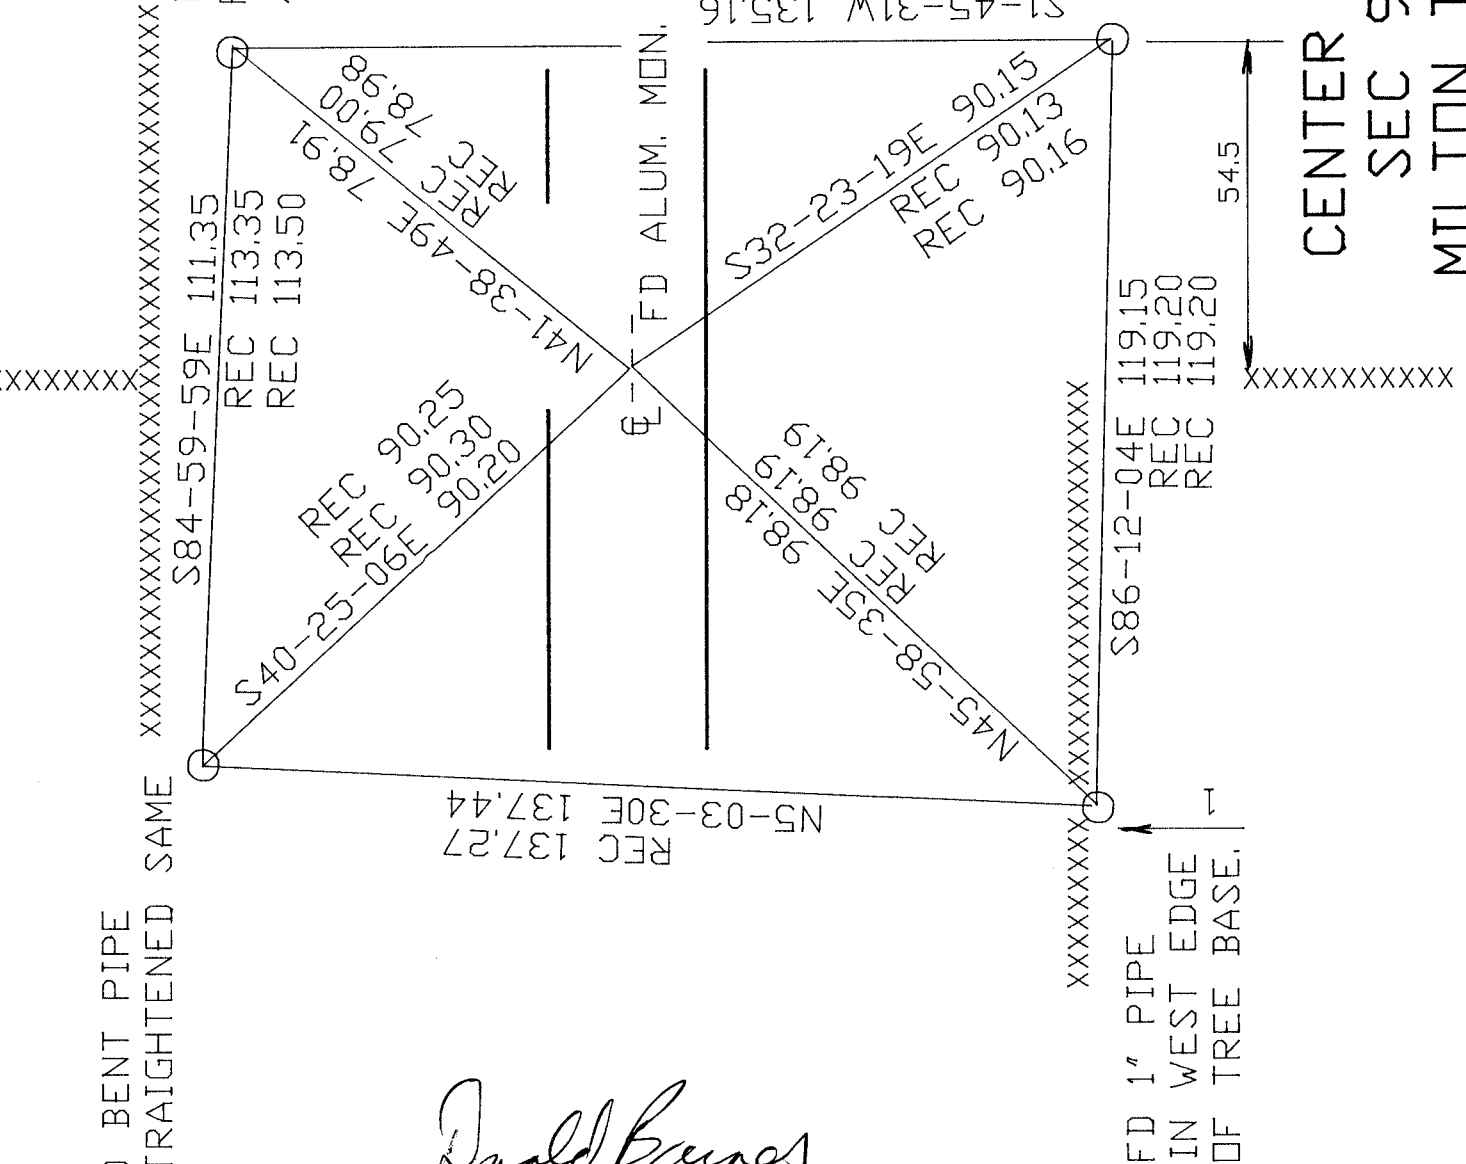 S1-45-31W 135.16
S84-59-59E 111.35
REC 113.35
REC 113.50
N41-38-49E 78.91
REC 79.00
REC 78.98
FD ALUM. MON.
S32-23-19E 90.15
REC 90.13
REC 90.16
54.5
CENTER
SEC
MILTON
REC 90.25
REC 90.30
S40-25-06E 90.20
N45-58-35E 98.18
REC 98.19
REC 98.19
S86-12-04E 119.15
REC 119.20
REC 119.20
N5-03-30E 137.44
REC 137.27
BENT PIPE
TRAIGHTENED SAME
1
FD 1" PIPE
IN WEST EDGE
OF TREE BASE.
Donald